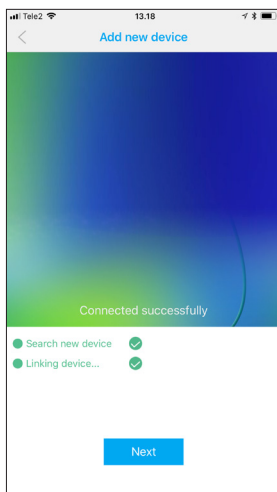 Tele2 13.18
Add new device
Connected successfully
Search new device
Linking device...
Next